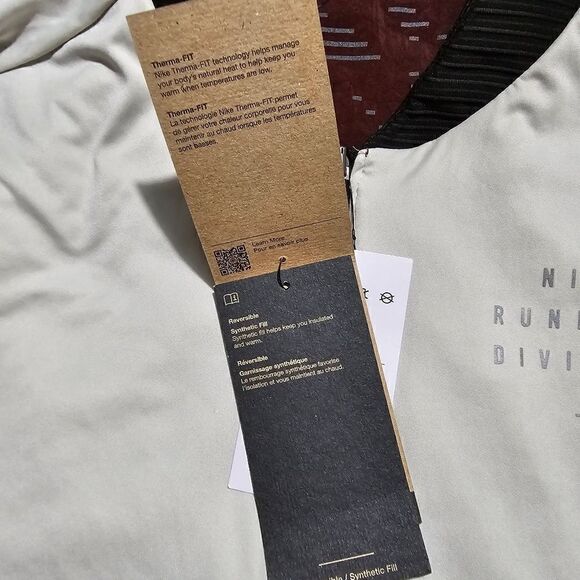 Therma-FIT
Nike Therma-FIT technology helps manage
your body's natural heat to help keep you
warm when temperatures are low.
Therma-FIT
La technologie Nike Therma-FIT permet
de gérer votre chaleur corporelle pour vous
maintenir au chaud lorsque les températures
sont basses.
Learn More
Pour en savoir plus
Reversible
Synthetic Fill
Synthetic fill helps keep you insulated
and warm.
Réversible
Garnissage synthétique
Le rembourrage synthétique favorise
l'isolation et vous maintient au chaud.
ible / Synthetic Fill
NI
RUN
DIVI